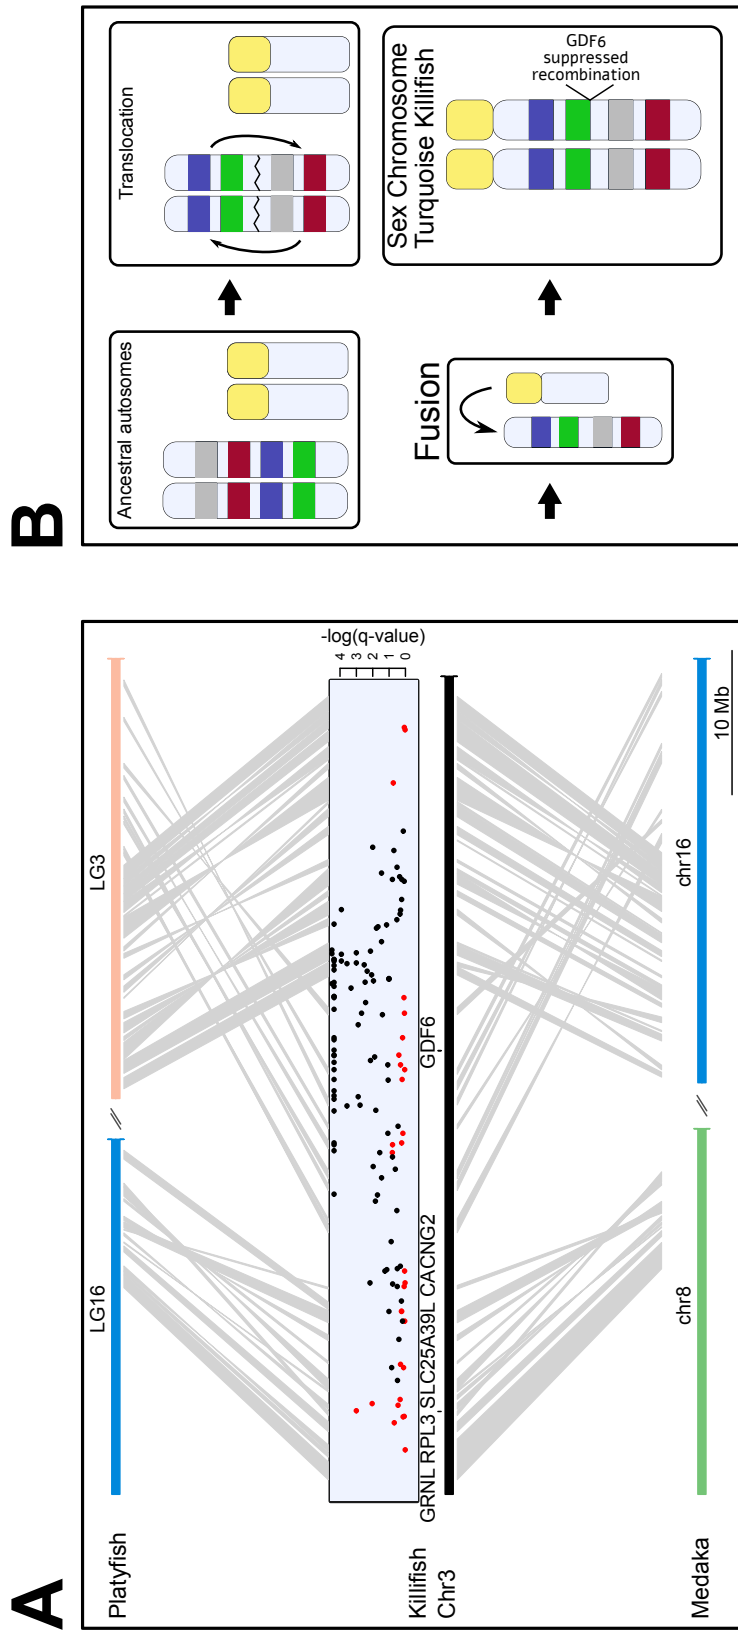 A
Platyfish
LG16
LG3
//
-log(q-value)
4
3
2
1
0
Killifish
Chr3
GRNL RPL3 SLC25A39L CACNG2
GDF6
Medaka
chr8
//
chr16
10 Mb
B
Ancestral autosomes
Translocation
Fusion
Sex Chromosome
Turquoise Killifish
GDF6
suppressed
recombination